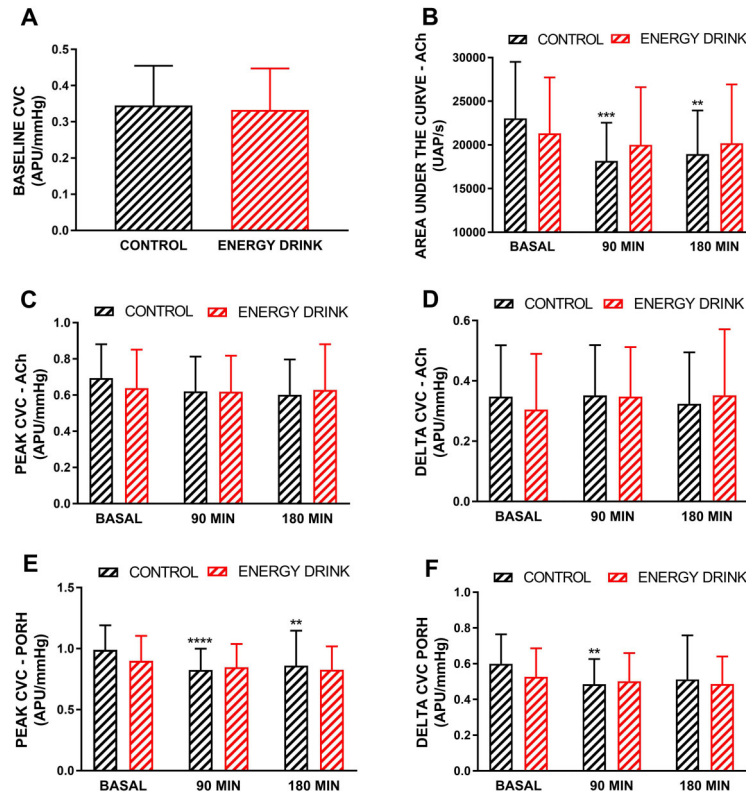 A
BASELINE CVC
(APU/mmHg)
0.5
0.4
0.3
0.2
0.1
0.0
CONTROL ENERGY DRINK
B
CONTROL ENERGY DRINK
AREA UNDER THE CURVE - ACh
(UAP/s)
30000
25000
20000
15000
10000
*** **
BASAL 90 MIN 180 MIN
C
CONTROL ENERGY DRINK
PEAK CVC - ACh
(APU/mmHg)
1.0
0.8
0.6
0.4
0.2
0.0
BASAL 90 MIN 180 MIN
D
CONTROL ENERGY DRINK
DELTA CVC - ACh
(APU/mmHg)
0.6
0.4
0.2
0.0
BASAL 90 MIN 180 MIN
E
CONTROL ENERGY DRINK
PEAK CVC - PORH
(APU/mmHg)
1.5
1.0
0.5
0.0
**** **
BASAL 90 MIN 180 MIN
F
CONTROL ENERGY DRINK
DELTA CVC PORH
(APU/mmHg)
1.0
0.8
0.6
0.4
0.2
0.0
**
BASAL 90 MIN 180 MIN